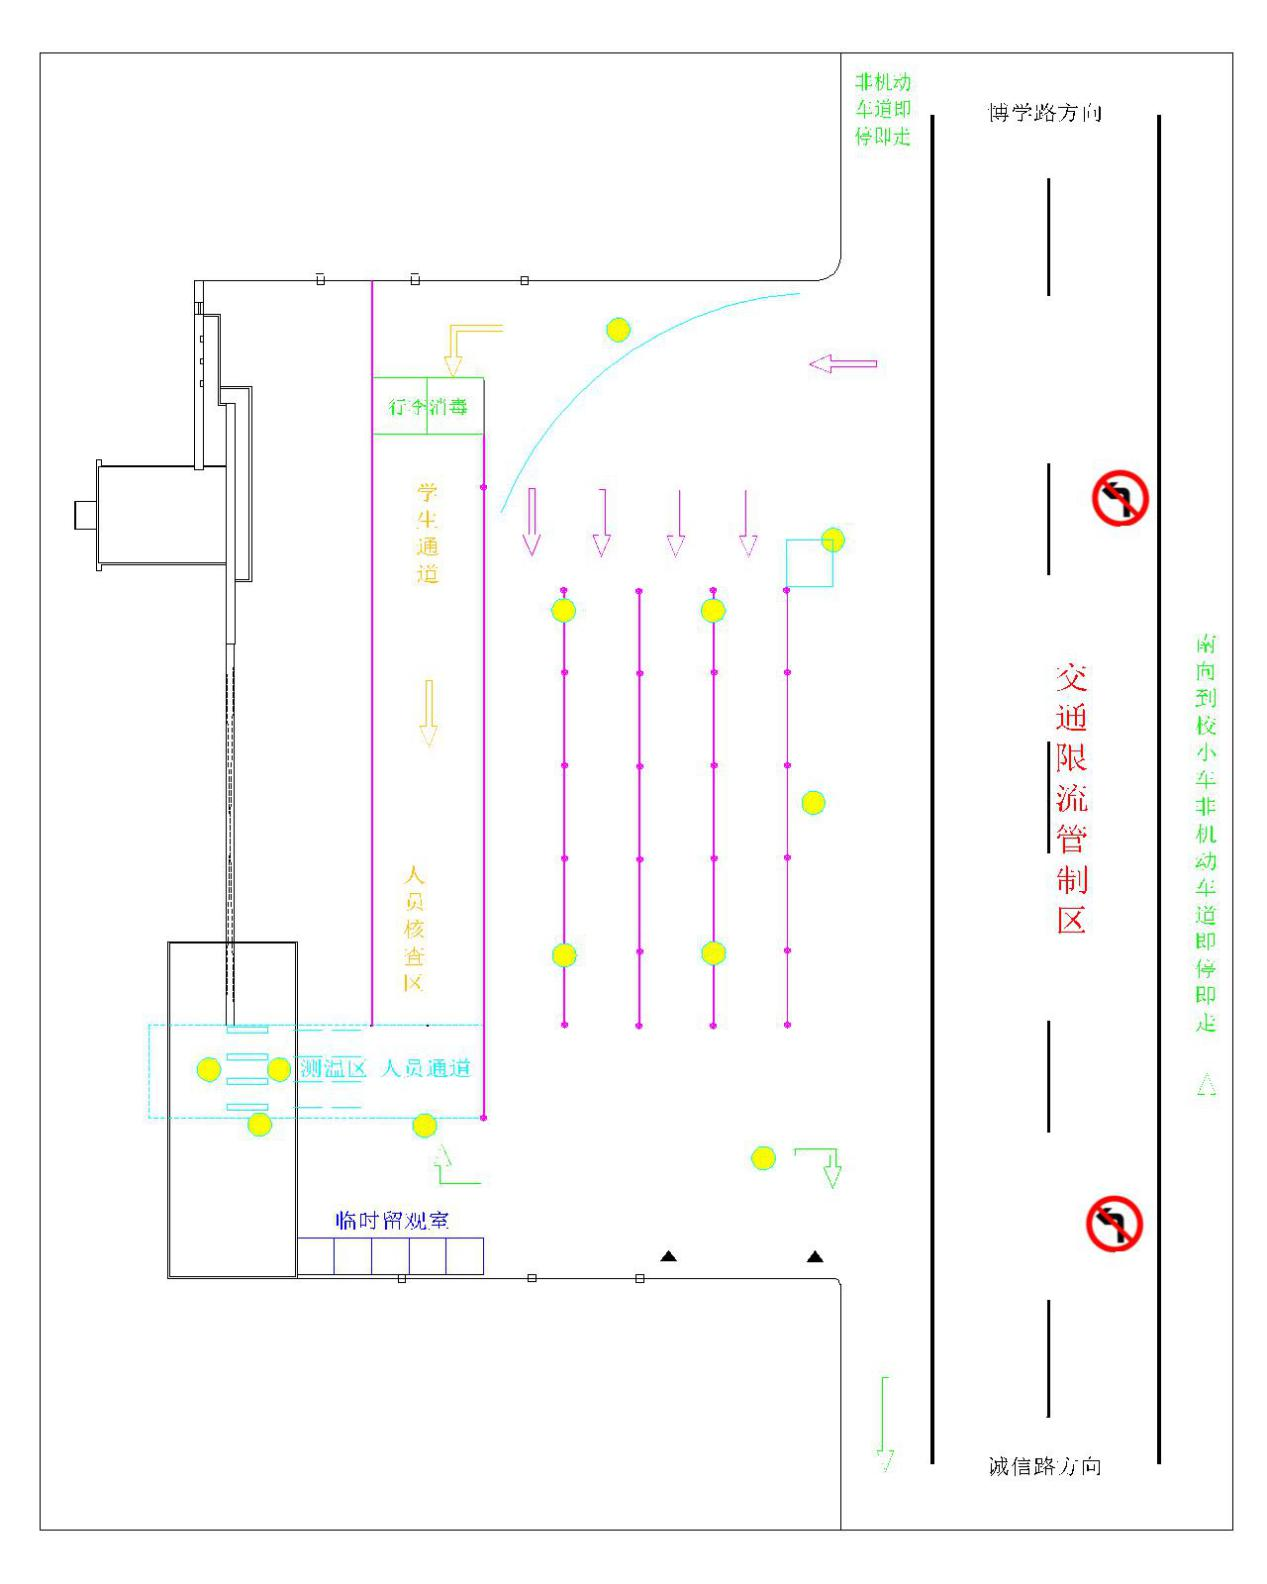 非机动
车道即
停即走
博学路方向
行李消毒
学生通道
南向到校小车非机动车道即停即走
交通限流管制区
人员核查区
测温区 人员通道
临时留观室
诚信路方向